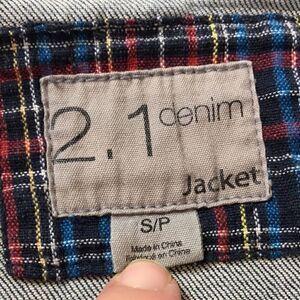 2.1 denim
Jacket
S/P
Made in China
Fabriqué en Chine